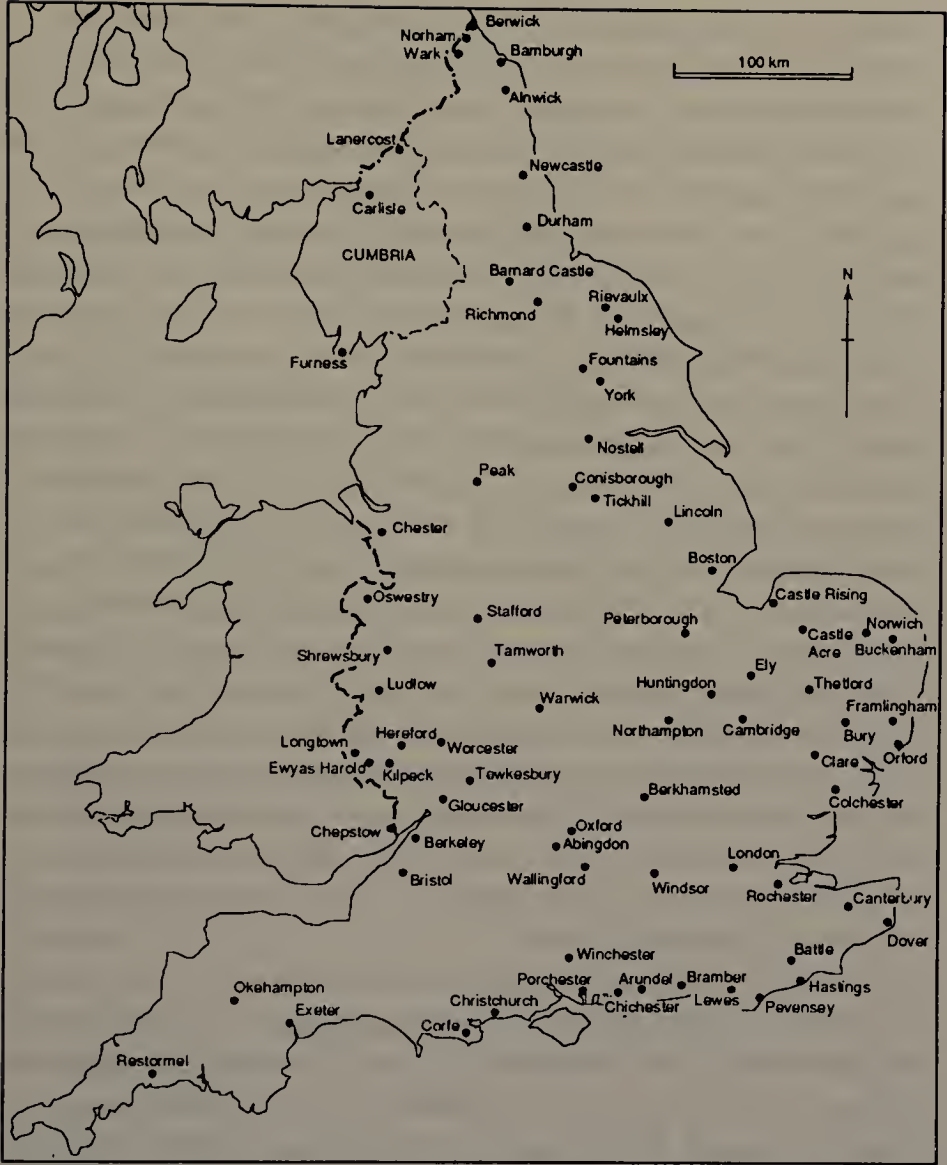 Berwick
Norham
Wark
Bamburgh
100 km
Alnwick
Lanercost
Newcastle
Carlisle
Durham
CUMBRIA
N
Barnard Castle
Richmond
Rievaulx
Helmsley
Furness
Fountains
York
Nostell
Peak
Conisborough
Tickhill
Lincoln
Chester
Boston
Oswestry
Castle Rising
Stafford
Peterborough
Castle
Acre
Norwich
Buckenham
Shrewsbury
Tamworth
Ely
Ludlow
Huntingdon
Thetford
Warwick
Framlingham
Northampton
Cambridge
Bury
Orford
Longtown
Hereford
Worcester
Ewyas Harold
Kilpeck
Tewkesbury
Clare
Berkhamsted
Colchester
Gloucester
Chepstow
Berkeley
Oxford
Abingdon
London
Bristol
Wallingford
Windsor
Rochester
Canterbury
Dover
Winchester
Battle
Okehampton
Porchester
Arundel
Bramber
Hastings
Christchurch
Chichester
Lewes
Pevensey
Exeter
Corfe
Restormel